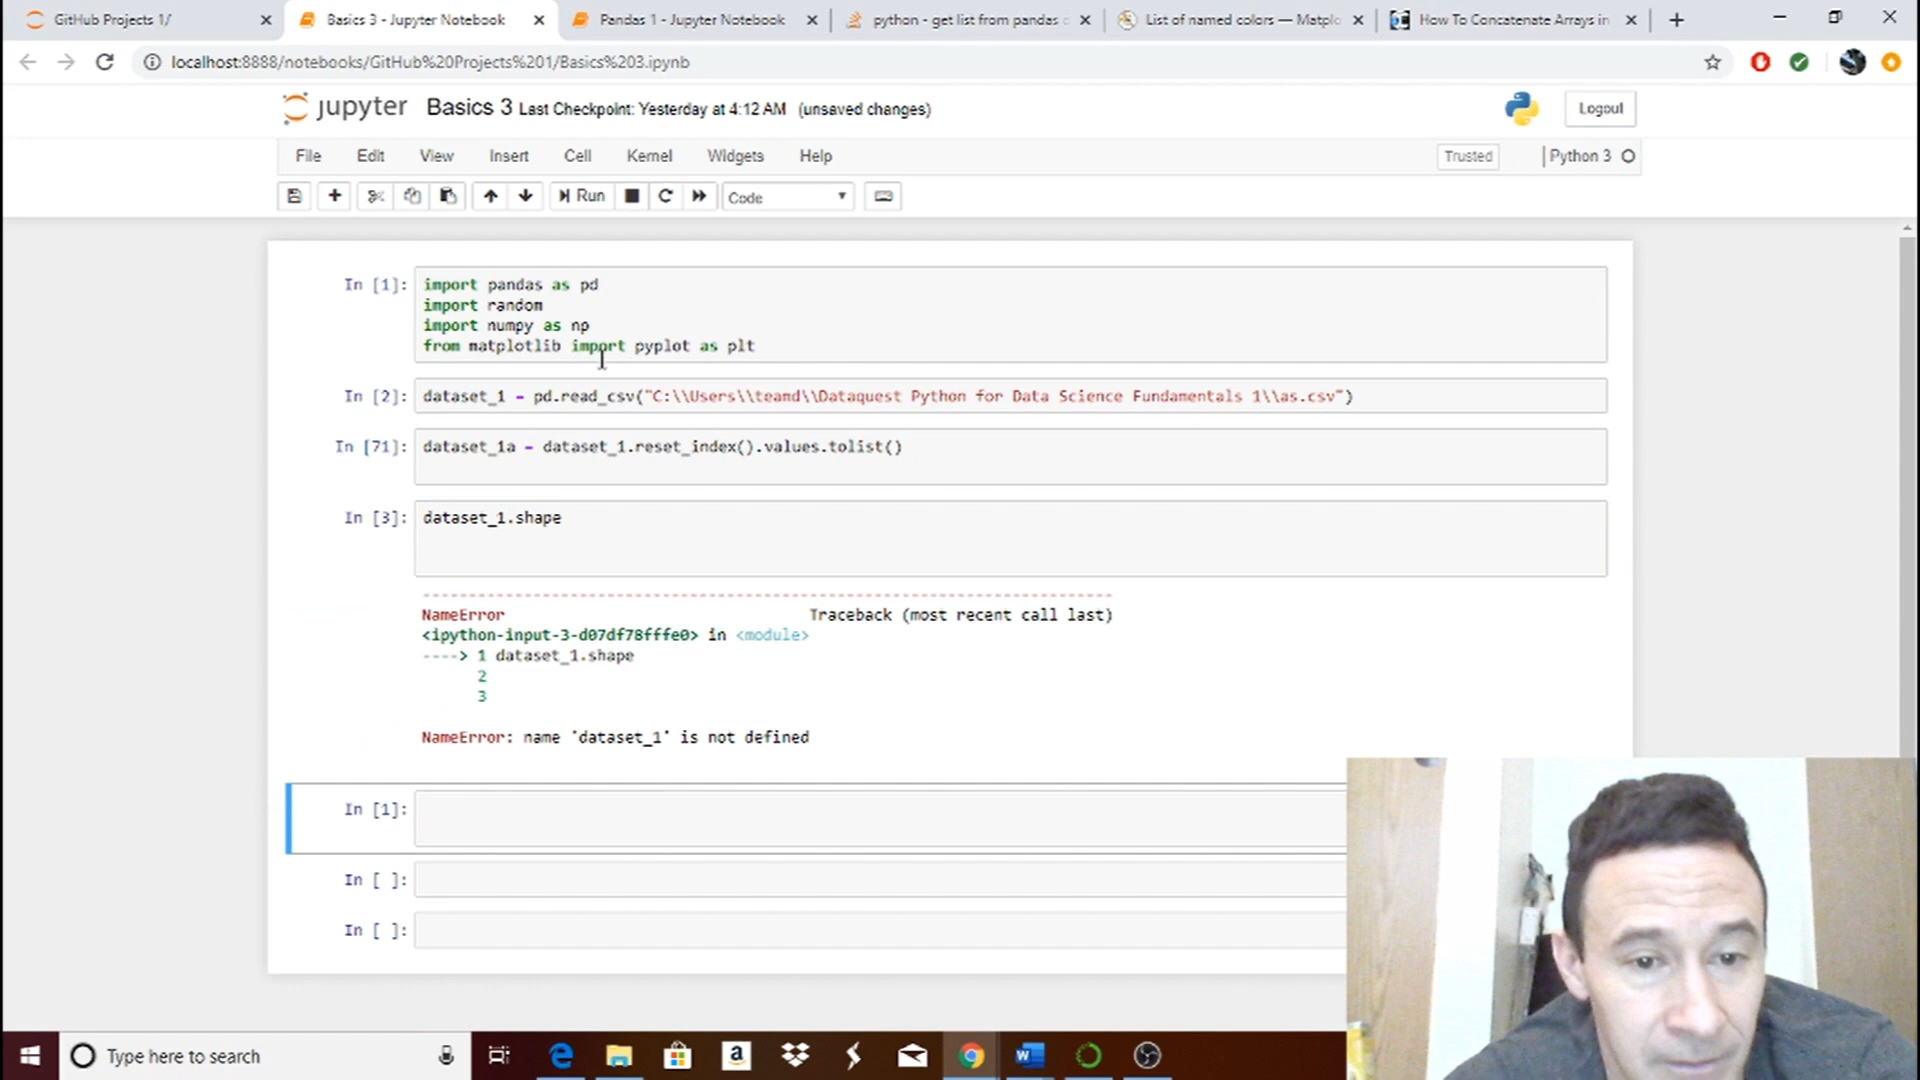 GitHub Projects 1/
Basics 3 - Jupyter Notebook
Pandas 1 - Jupyter Notebook
python - get list from pandas
List of named colors — Matplo
How To Concatenate Arrays in
localhost:8888/notebooks/GitHub%20Projects%201/Basics%203.ipynb
jupyter Basics 3 Last Checkpoint: Yesterday at 4:12 AM (unsaved changes)
Logout
File Edit View Insert Cell Kernel Widgets Help
Trusted
Python 3
Run
Code
In [1]: import pandas as pd
import random
import numpy as np
from matplotlib import pyplot as plt
In [2]: dataset_1 = pd.read_csv("C:\\Users\\teamd\\Dataquest Python for Data Science Fundamentals 1\\as.csv")
In [71]: dataset_1a = dataset_1.reset_index().values.tolist()
In [3]: dataset_1.shape
---------------------------------------------------------------------------
NameError Traceback (most recent call last)
<ipython-input-3-d07df78fffe0> in <module>
----> 1 dataset_1.shape
2
3
NameError: name 'dataset_1' is not defined
In [1]:
In [ ]:
In [ ]:
Type here to search